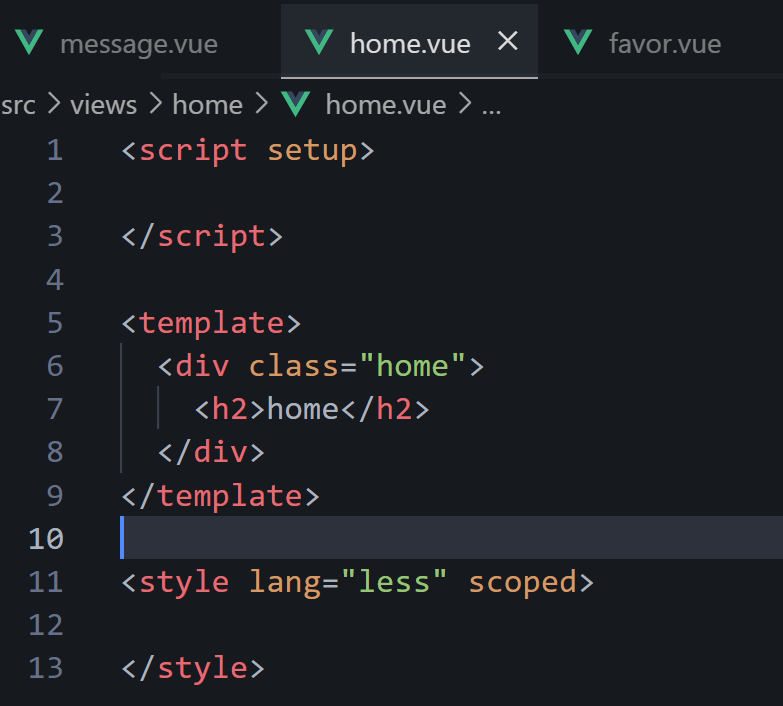 message.vue home.vue × favor.vue
src > views > home > home.vue > ...
1 <script setup>
2
3 </script>
4
5 <template>
6   <div class="home">
7     <h2>home</h2>
8   </div>
9 </template>
10
11 <style lang="less" scoped>
12
13 </style>